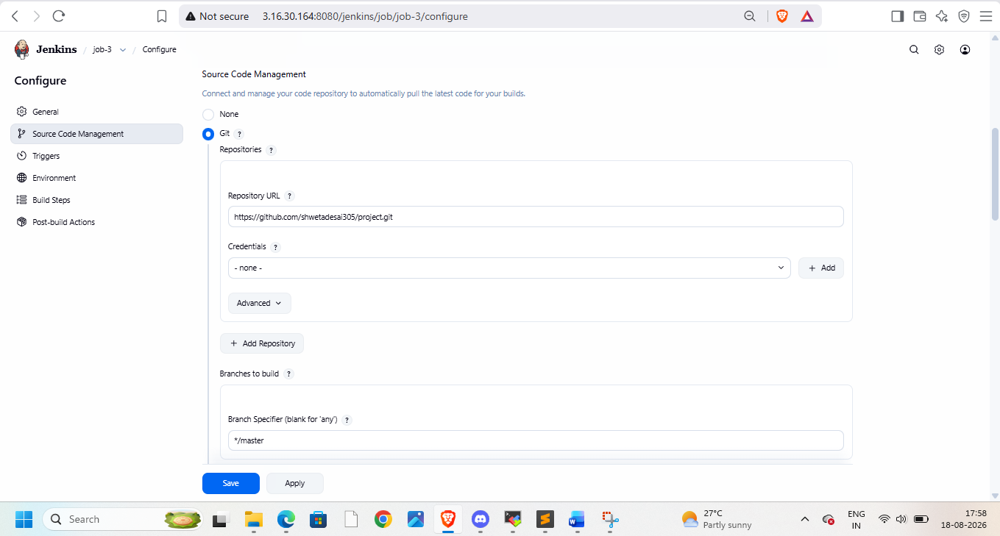 Not secure 3.16.30.164:8080/jenkins/job/job-3/configure
Jenkins / job-3 / Configure
Configure
General
Source Code Management
Triggers
Environment
Build Steps
Post-build Actions
Source Code Management
Connect and manage your code repository to automatically pull the latest code for your builds.
None
Git ?
Repositories ?
Repository URL ?
https://github.com/shwetadesai305/project.git
Credentials ?
- none -
+ Add
Advanced
+ Add Repository
Branches to build ?
Branch Specifier (blank for 'any') ?
*/master
Save
Apply
Search
27°C
Partly sunny
ENG
IN
17:58
18-08-2026